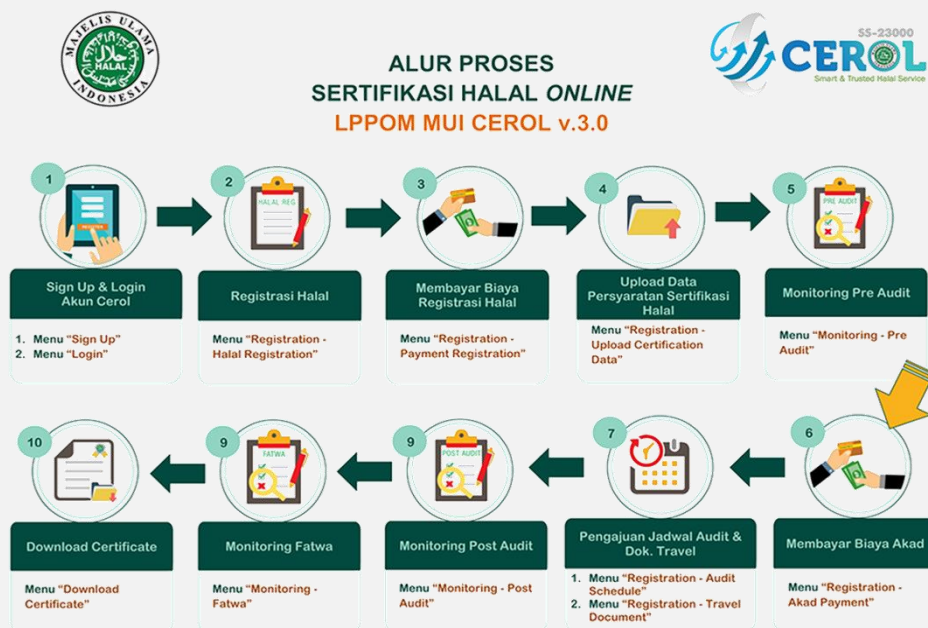 MAJELIS ULAMA
حلال
HALAL
INDONESIA
ALUR PROSES
SERTIFIKASI HALAL ONLINE
LPPOM MUI CEROL v.3.0
SS-23000
CEROL
Smart & Trusted Halal Service
1
REGISTER
Sign Up & Login
Akun Cerol
1. Menu “Sign Up”
2. Menu “Login”
2
HALAL REG
Registrasi Halal
Menu “Registration -
Halal Registration”
3
Membayar Biaya
Registrasi Halal
Menu “Registration -
Payment Registration”
4
Upload Data
Persyaratan Sertifikasi
Halal
Menu “Registration -
Upload Certification
Data”
5
PRE AUDIT
Monitoring Pre Audit
Menu “Monitoring - Pre
Audit”
6
Membayar Biaya Akad
Menu “Registration -
Akad Payment”
7
Pengajuan Jadwal Audit &
Dok. Travel
1. Menu “Registration - Audit
Schedule”
2. Menu “Registration - Travel
Document”
9
POST AUDIT
Monitoring Post Audit
Menu “Monitoring - Post
Audit”
9
FATWA
Monitoring Fatwa
Menu “Monitoring -
Fatwa”
10
Download Certificate
Menu “Download
Certificate”